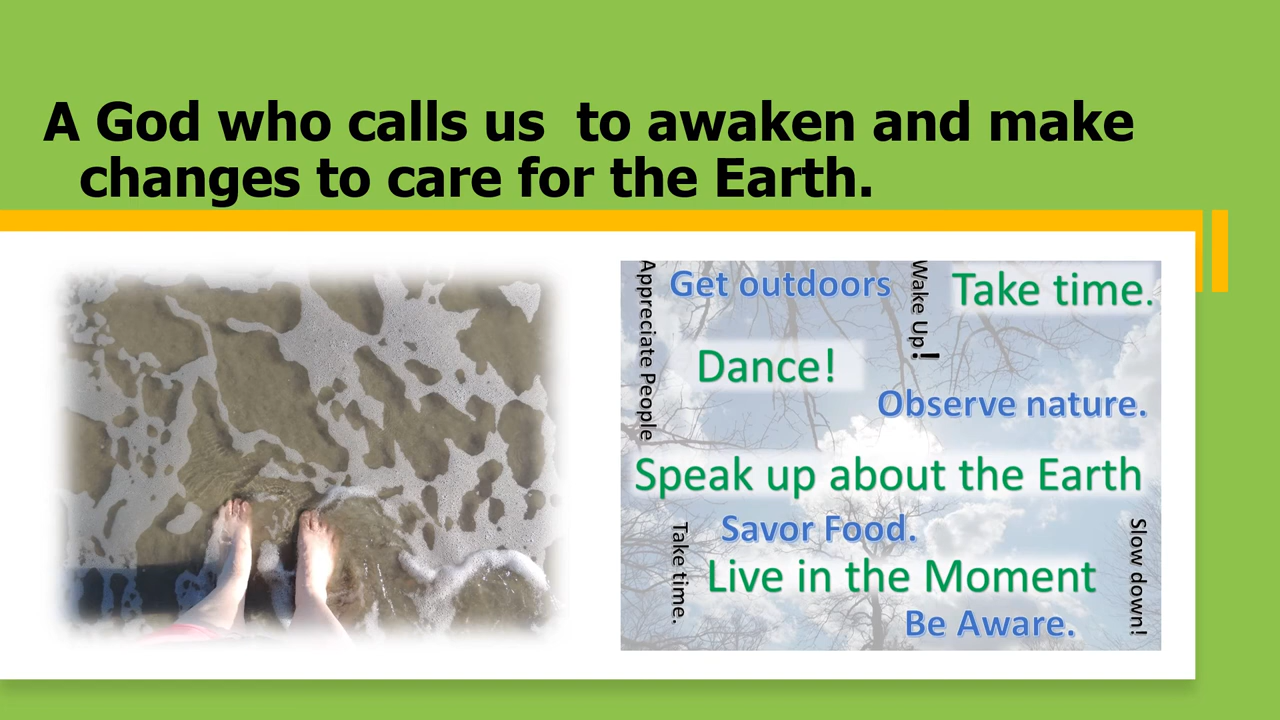 A God who calls us  to awaken and make
changes to care for the Earth.
Appreciate People
Get outdoors
Wake Up!
Take time.
Dance!
Observe nature.
Speak up about the Earth
Take time.
Savor Food.
Live in the Moment
Be Aware.
Slow down!